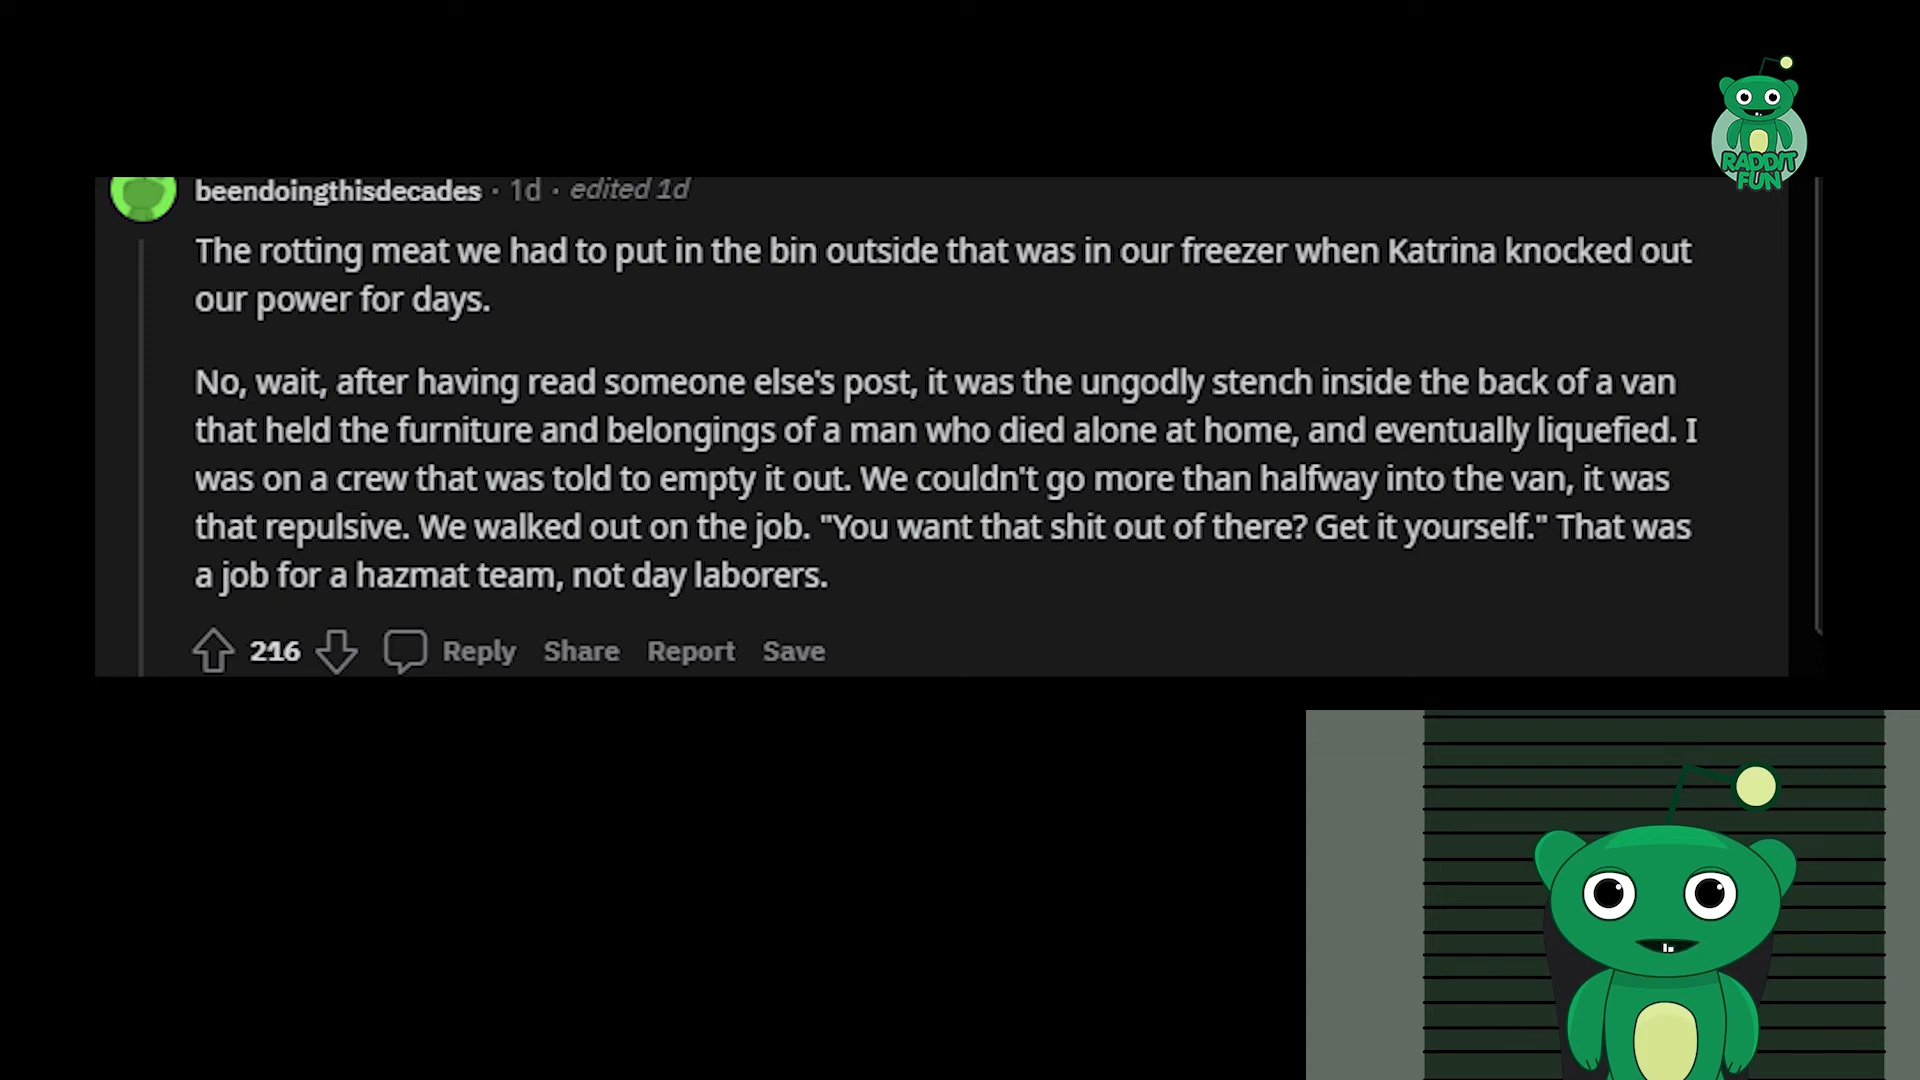 RADDIT
FUN
beendoingthisdecades · 1d · edited 1d
The rotting meat we had to put in the bin outside that was in our freezer when Katrina knocked out
our power for days.
No, wait, after having read someone else's post, it was the ungodly stench inside the back of a van
that held the furniture and belongings of a man who died alone at home, and eventually liquefied. I
was on a crew that was told to empty it out. We couldn't go more than halfway into the van, it was
that repulsive. We walked out on the job. "You want that shit out of there? Get it yourself." That was
a job for a hazmat team, not day laborers.
216 Reply Share Report Save